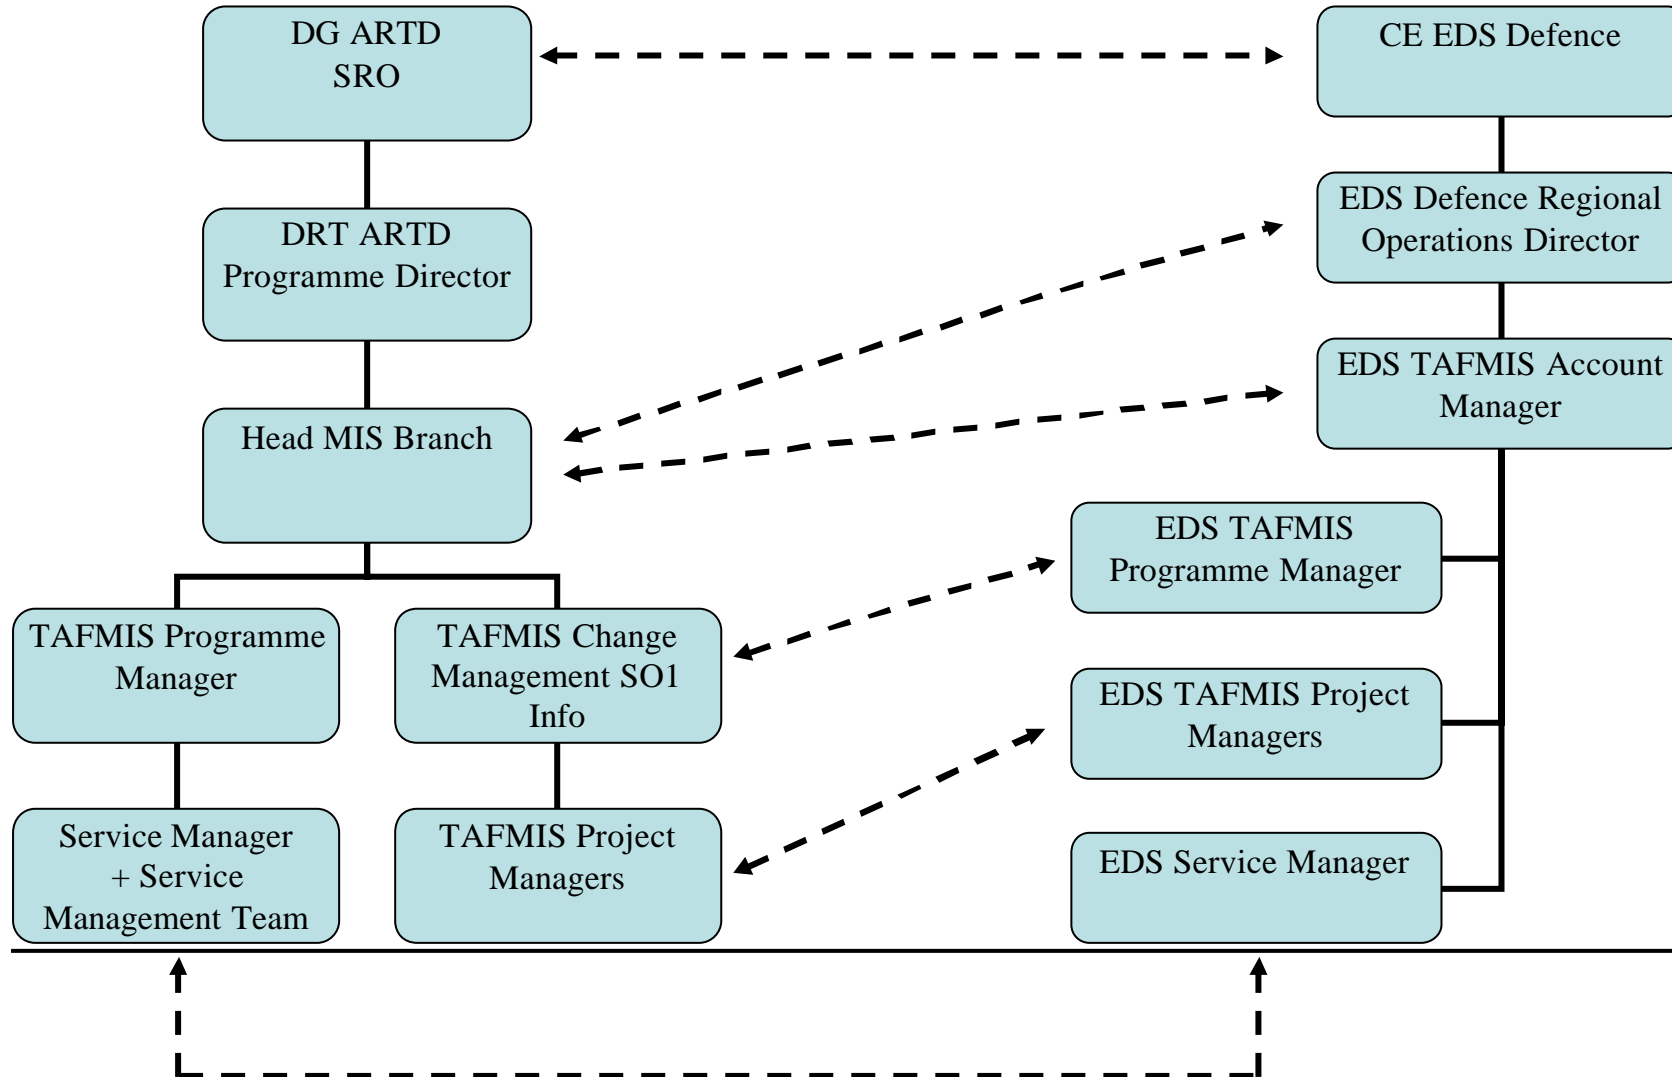 DG ARTD
SRO
CE EDS Defence
DRT ARTD
Programme Director
EDS Defence Regional
Operations Director
Head MIS Branch
EDS TAFMIS Account
Manager
EDS TAFMIS
Programme Manager
TAFMIS Programme
Manager
TAFMIS Change
Management SO1
Info
EDS TAFMIS Project
Managers
Service Manager
+ Service
Management Team
TAFMIS Project
Managers
EDS Service Manager